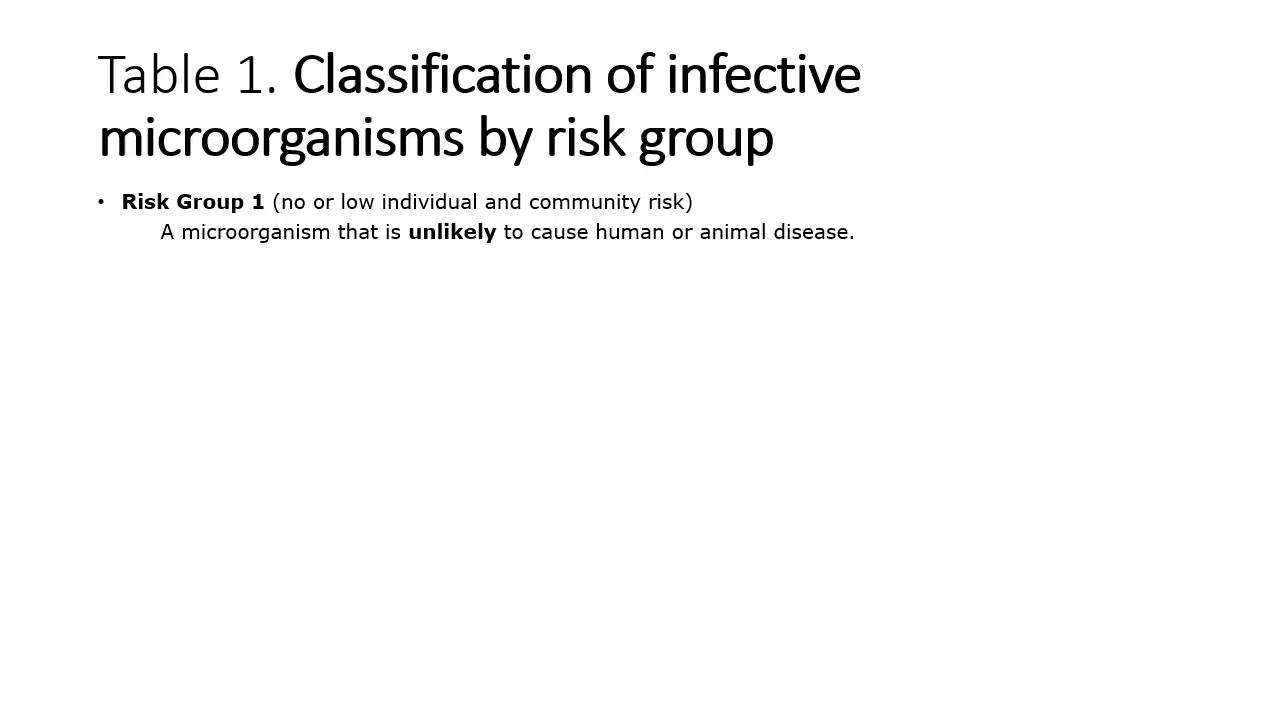 Table 1. Classification of infective
microorganisms by risk group
• Risk Group 1 (no or low individual and community risk)
A microorganism that is unlikely to cause human or animal disease.